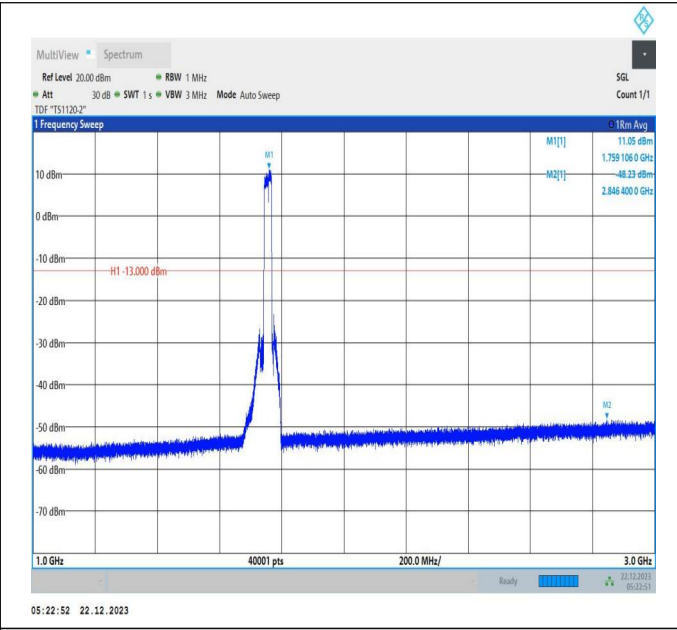 MultiView Spectrum
Ref Level 20.00 dBm RBW 1 MHz SGL
Att 30 dB SWT 1 s VBW 3 MHz Mode Auto Sweep Count 1/1
TDF "TS1120-2"
1 Frequency Sweep 1Rm Avg
M1[1] 11.05 dBm
1.759 106 0 GHz
M2[1] -48.23 dBm
2.846 400 0 GHz
M1
10 dBm
0 dBm
-10 dBm
H1 -13.000 dBm
-20 dBm
-30 dBm
-40 dBm
M2
-50 dBm
-60 dBm
-70 dBm
1.0 GHz 40001 pts 200.0 MHz/ 3.0 GHz
Ready 22.12.2023
05:22:51
05:22:52 22.12.2023